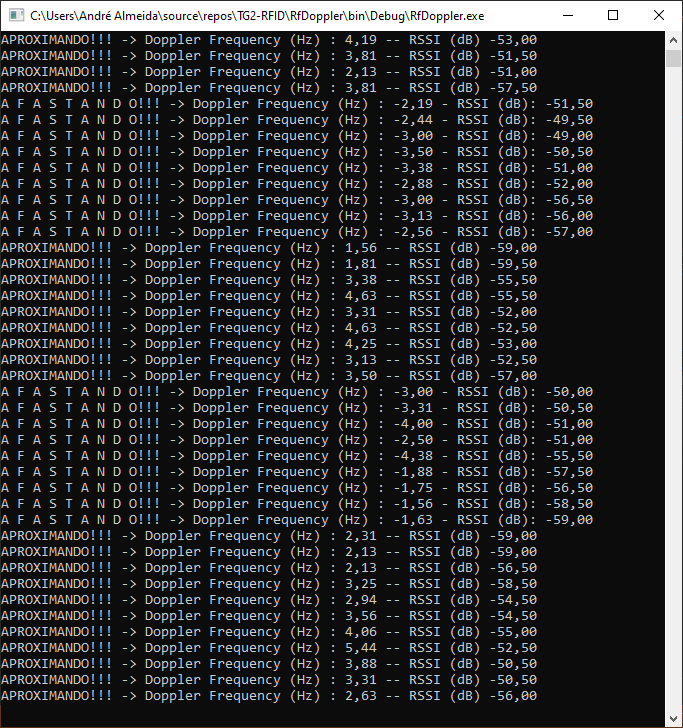 C:\Users\André Almeida\source\repos\TG2-RFID\RfDoppler\bin\Debug\RfDoppler.exe
APROXIMANDO!!! -> Doppler Frequency (Hz) : 4,19 -- RSSI (dB) -53,00
APROXIMANDO!!! -> Doppler Frequency (Hz) : 3,81 -- RSSI (dB) -51,50
APROXIMANDO!!! -> Doppler Frequency (Hz) : 2,13 -- RSSI (dB) -51,00
APROXIMANDO!!! -> Doppler Frequency (Hz) : 3,81 -- RSSI (dB) -57,50
A F A S T A N D O!!! -> Doppler Frequency (Hz) : -2,19 - RSSI (dB): -51,50
A F A S T A N D O!!! -> Doppler Frequency (Hz) : -2,44 - RSSI (dB): -49,50
A F A S T A N D O!!! -> Doppler Frequency (Hz) : -3,00 - RSSI (dB): -49,00
A F A S T A N D O!!! -> Doppler Frequency (Hz) : -3,50 - RSSI (dB): -50,50
A F A S T A N D O!!! -> Doppler Frequency (Hz) : -3,38 - RSSI (dB): -51,00
A F A S T A N D O!!! -> Doppler Frequency (Hz) : -2,88 - RSSI (dB): -52,00
A F A S T A N D O!!! -> Doppler Frequency (Hz) : -3,00 - RSSI (dB): -56,50
A F A S T A N D O!!! -> Doppler Frequency (Hz) : -3,13 - RSSI (dB): -56,00
A F A S T A N D O!!! -> Doppler Frequency (Hz) : -2,56 - RSSI (dB): -57,00
APROXIMANDO!!! -> Doppler Frequency (Hz) : 1,56 -- RSSI (dB) -59,00
APROXIMANDO!!! -> Doppler Frequency (Hz) : 1,81 -- RSSI (dB) -59,50
APROXIMANDO!!! -> Doppler Frequency (Hz) : 3,38 -- RSSI (dB) -55,50
APROXIMANDO!!! -> Doppler Frequency (Hz) : 4,63 -- RSSI (dB) -55,50
APROXIMANDO!!! -> Doppler Frequency (Hz) : 3,31 -- RSSI (dB) -52,00
APROXIMANDO!!! -> Doppler Frequency (Hz) : 4,63 -- RSSI (dB) -52,50
APROXIMANDO!!! -> Doppler Frequency (Hz) : 4,25 -- RSSI (dB) -53,00
APROXIMANDO!!! -> Doppler Frequency (Hz) : 3,13 -- RSSI (dB) -52,50
APROXIMANDO!!! -> Doppler Frequency (Hz) : 3,50 -- RSSI (dB) -57,00
A F A S T A N D O!!! -> Doppler Frequency (Hz) : -3,00 - RSSI (dB): -50,00
A F A S T A N D O!!! -> Doppler Frequency (Hz) : -3,31 - RSSI (dB): -50,50
A F A S T A N D O!!! -> Doppler Frequency (Hz) : -4,00 - RSSI (dB): -51,00
A F A S T A N D O!!! -> Doppler Frequency (Hz) : -2,50 - RSSI (dB): -51,00
A F A S T A N D O!!! -> Doppler Frequency (Hz) : -4,38 - RSSI (dB): -55,50
A F A S T A N D O!!! -> Doppler Frequency (Hz) : -1,88 - RSSI (dB): -57,50
A F A S T A N D O!!! -> Doppler Frequency (Hz) : -1,75 - RSSI (dB): -56,50
A F A S T A N D O!!! -> Doppler Frequency (Hz) : -1,56 - RSSI (dB): -58,50
A F A S T A N D O!!! -> Doppler Frequency (Hz) : -1,63 - RSSI (dB): -59,00
APROXIMANDO!!! -> Doppler Frequency (Hz) : 2,31 -- RSSI (dB) -59,00
APROXIMANDO!!! -> Doppler Frequency (Hz) : 2,13 -- RSSI (dB) -59,00
APROXIMANDO!!! -> Doppler Frequency (Hz) : 2,13 -- RSSI (dB) -56,50
APROXIMANDO!!! -> Doppler Frequency (Hz) : 3,25 -- RSSI (dB) -58,50
APROXIMANDO!!! -> Doppler Frequency (Hz) : 2,94 -- RSSI (dB) -54,50
APROXIMANDO!!! -> Doppler Frequency (Hz) : 3,56 -- RSSI (dB) -54,50
APROXIMANDO!!! -> Doppler Frequency (Hz) : 4,06 -- RSSI (dB) -55,00
APROXIMANDO!!! -> Doppler Frequency (Hz) : 5,44 -- RSSI (dB) -52,50
APROXIMANDO!!! -> Doppler Frequency (Hz) : 3,88 -- RSSI (dB) -50,50
APROXIMANDO!!! -> Doppler Frequency (Hz) : 3,31 -- RSSI (dB) -50,50
APROXIMANDO!!! -> Doppler Frequency (Hz) : 2,63 -- RSSI (dB) -56,00